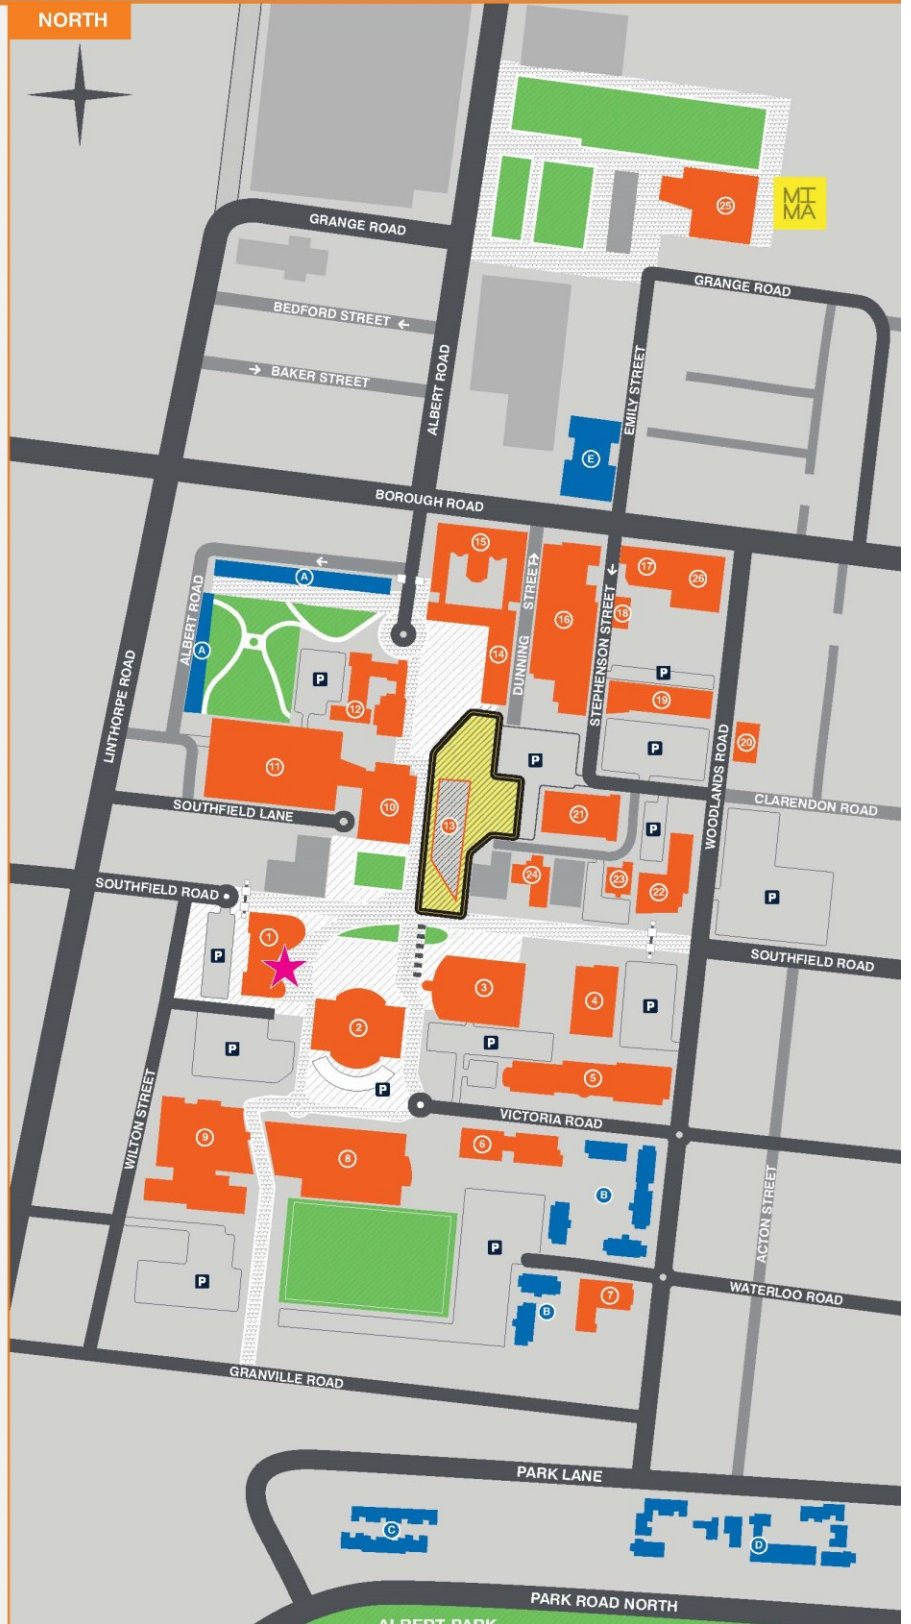 NORTH
MI
MA
25
GRANGE ROAD
GRANGE ROAD
BEDFORD STREET ←
→ BAKER STREET
ALBERT ROAD
EMILY STREET
E
BOROUGH ROAD
15
17
26
A
DUNNING STREET
16
18
STEPHENSON STREET
ALBERT ROAD
A
14
P
P
19
12
LINTHORPE ROAD
P
20
WOODLANDS ROAD
P
11
10
CLARENDON ROAD
SOUTHFIELD LANE
13
21
P
24
23
22
P
SOUTHFIELD ROAD
1
P
SOUTHFIELD ROAD
3
4
P
2
P
P
5
P
VICTORIA ROAD
WILTON STREET
9
8
6
B
ACTON STREET
P
P
WATERLOO ROAD
7
B
GRANVILLE ROAD
PARK LANE
C
D
PARK ROAD NORTH
ALBERT PARK